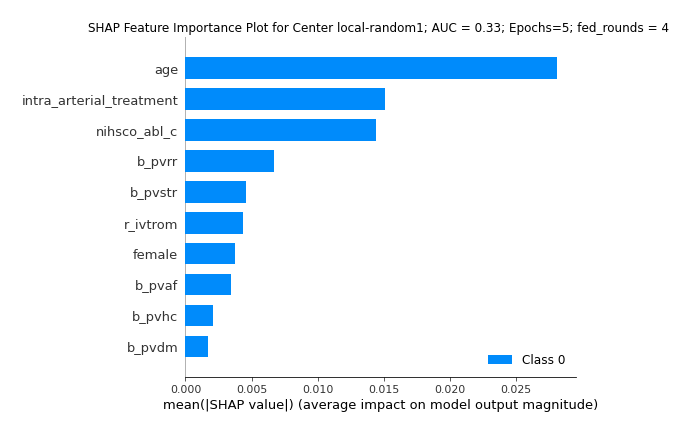 SHAP Feature Importance Plot for Center local-random1; AUC = 0.33; Epochs=5; fed_rounds = 4
age
intra_arterial_treatment
nihsco_abl_c
b_pvrr
b_pvstr
r_ivtrom
female
b_pvaf
b_pvhc
b_pvdm
Class 0
0.000 0.005 0.010 0.015 0.020 0.025
mean(|SHAP value|) (average impact on model output magnitude)